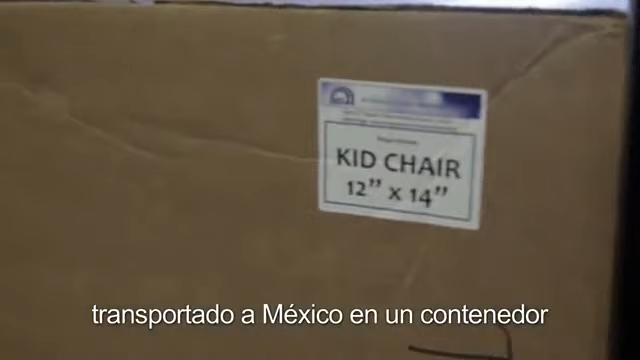 KID CHAIR
12” x 14”
transportado a México en un contenedor